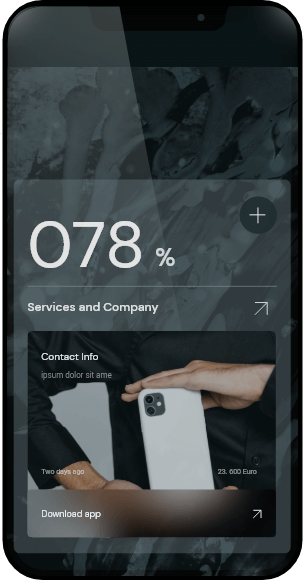 078 %
Services and Company
Contact Info
ipsum dolor sit ame
Two days ago
23. 600 Euro
Download app